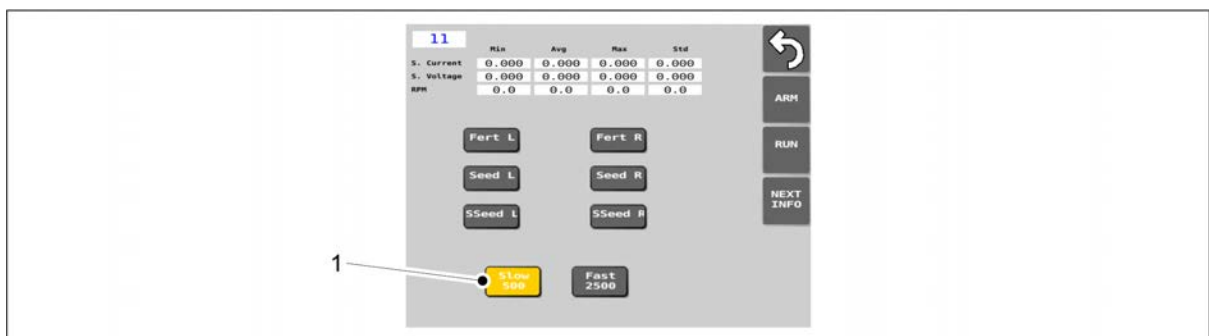 11
Min Avg Max Std
S. Current 0.000 0.000 0.000 0.000
S. Voltage 0.000 0.000 0.000 0.000
RPM 0.0 0.0 0.0 0.0
ARM
Fert L Fert R
RUN
Seed L Seed R
NEXT
INFO
SSeed L SSeed R
1
Slow
500
Fast
2500